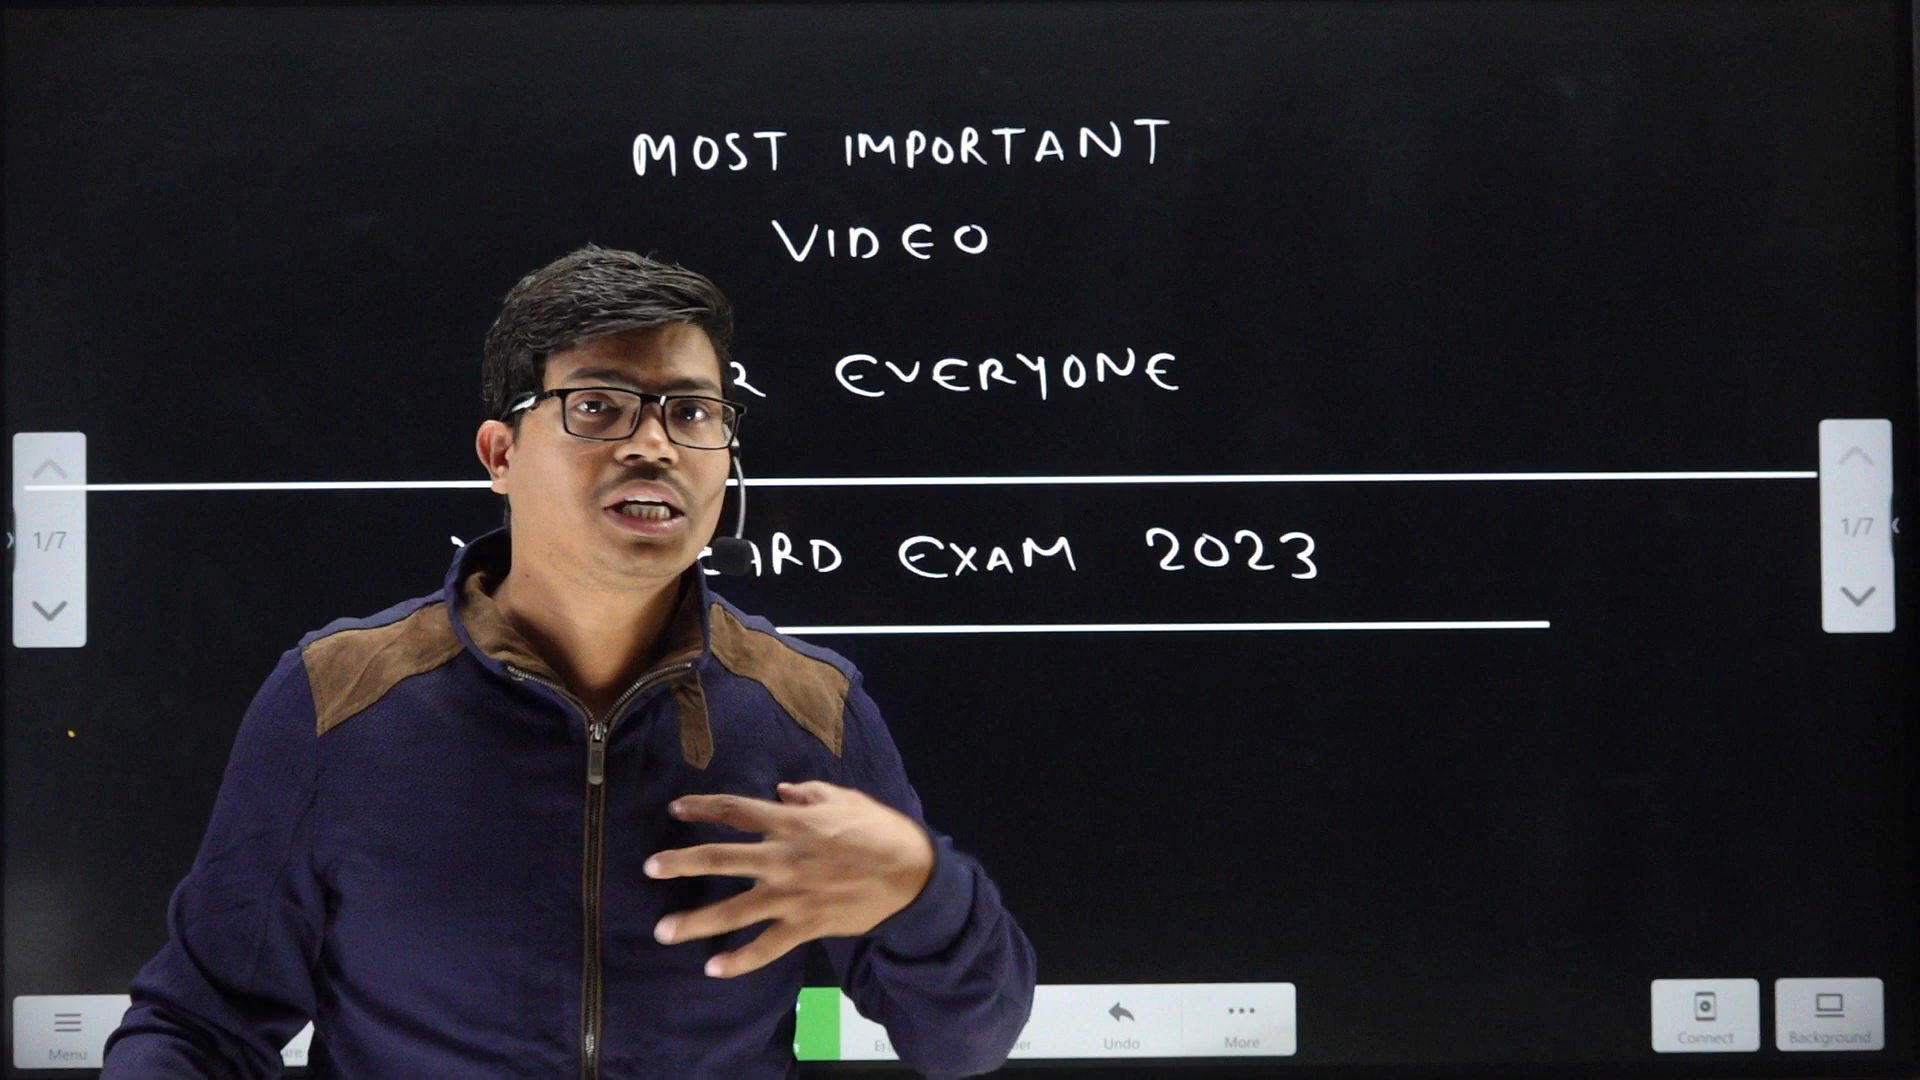 MOST IMPORTANT
VIDEO
EVERYONE
1/7
1/7
EXAM 2023
Menu
Undo
More
Connect
Background